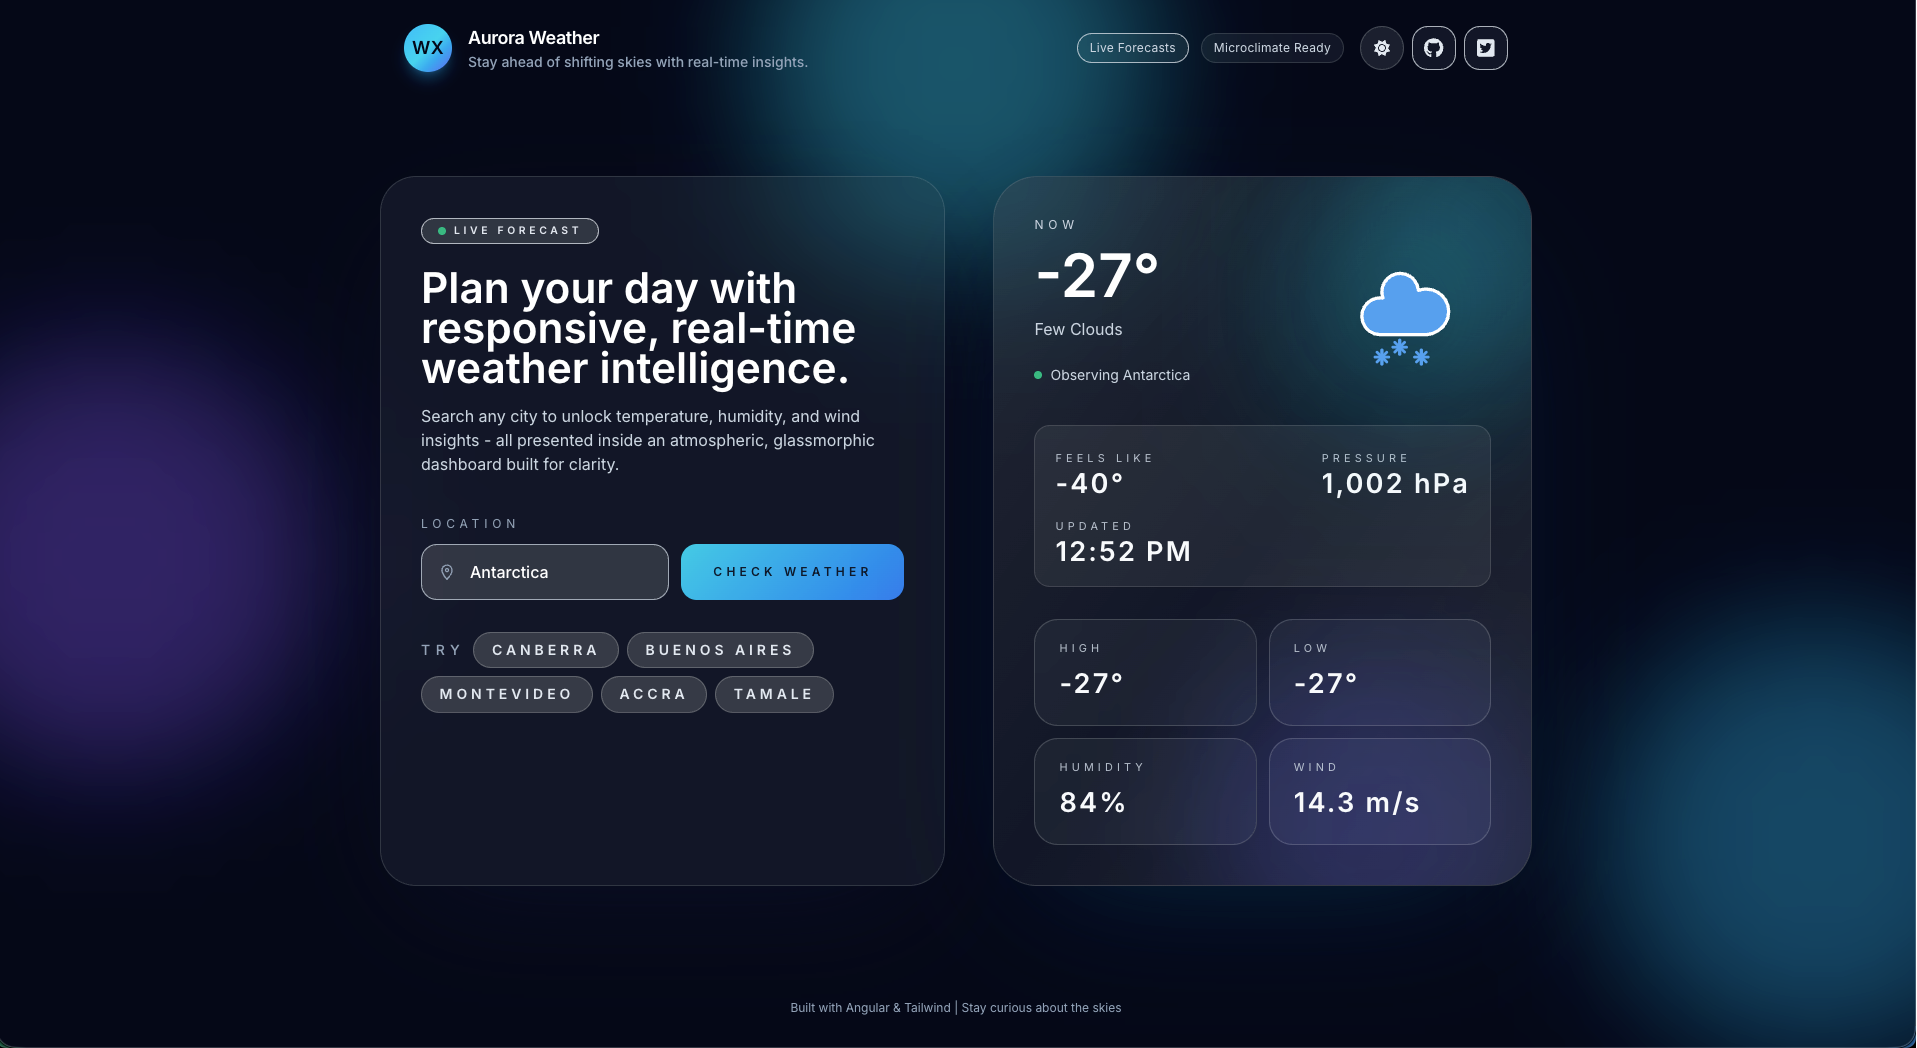 WX
Aurora Weather
Stay ahead of shifting skies with real-time insights.
Live Forecasts
Microclimate Ready
LIVE FORECAST
Plan your day with
responsive, real-time
weather intelligence.
Search any city to unlock temperature, humidity, and wind
insights - all presented inside an atmospheric, glassmorphic
dashboard built for clarity.
LOCATION
Antarctica
CHECK WEATHER
TRY CANBERRA BUENOS AIRES
MONTEVIDEO ACCRA TAMALE
NOW
-27°
Few Clouds
Observing Antarctica
FEELS LIKE
-40°
PRESSURE
1,002 hPa
UPDATED
12:52 PM
HIGH
-27°
LOW
-27°
HUMIDITY
84%
WIND
14.3 m/s
Built with Angular & Tailwind | Stay curious about the skies